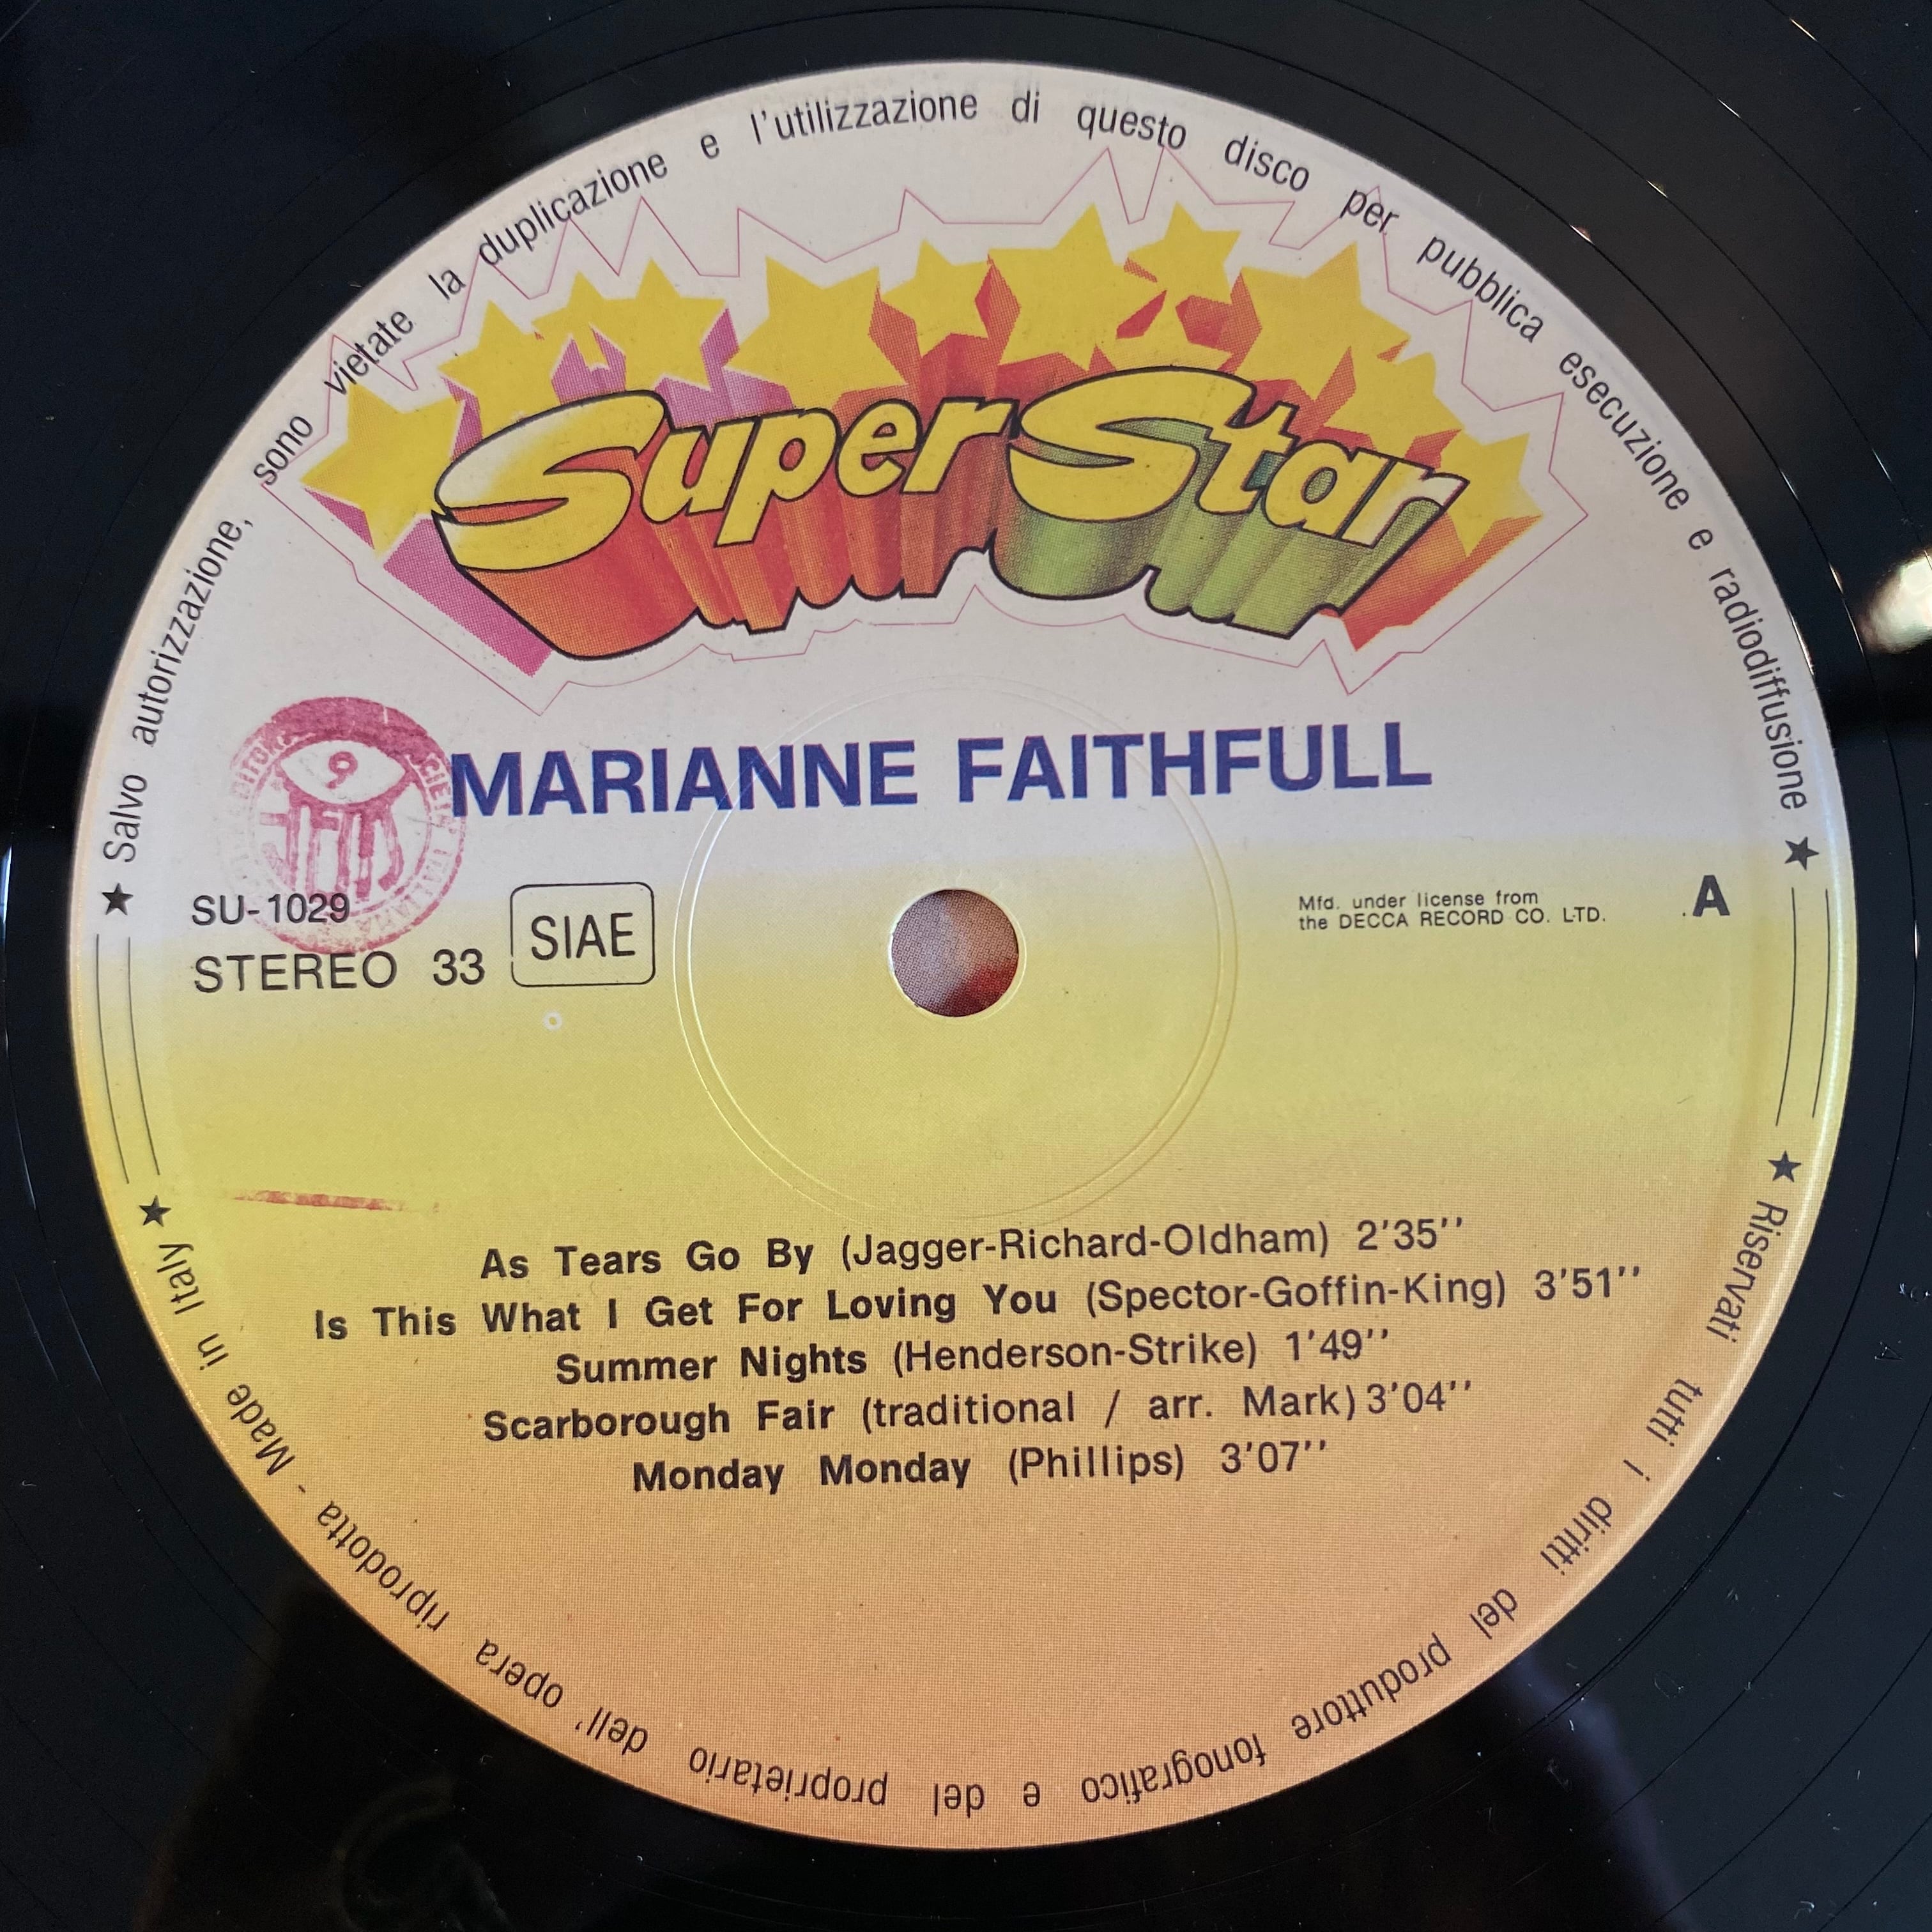 ★ Salvo autorizzazione, sono vietate la duplicazione e l'utilizzazione di questo disco per pubblica esecuzione e radiodiffusione ★
Super Star
MARIANNE FAITHFULL
9
SU-1029
STEREO 33
SIAE
Mfd. under license from
the DECCA RECORD CO. LTD.
A
As Tears Go By (Jagger-Richard-Oldham) 2'35''
Is This What I Get For Loving You (Spector-Goffin-King) 3'51''
Summer Nights (Henderson-Strike) 1'49''
Scarborough Fair (traditional / arr. Mark) 3'04''
Monday Monday (Phillips) 3'07''
★ Riservati tutti i diritti del produttore fonografico e del proprietario dell' opera riprodotta - Made in Italy ★